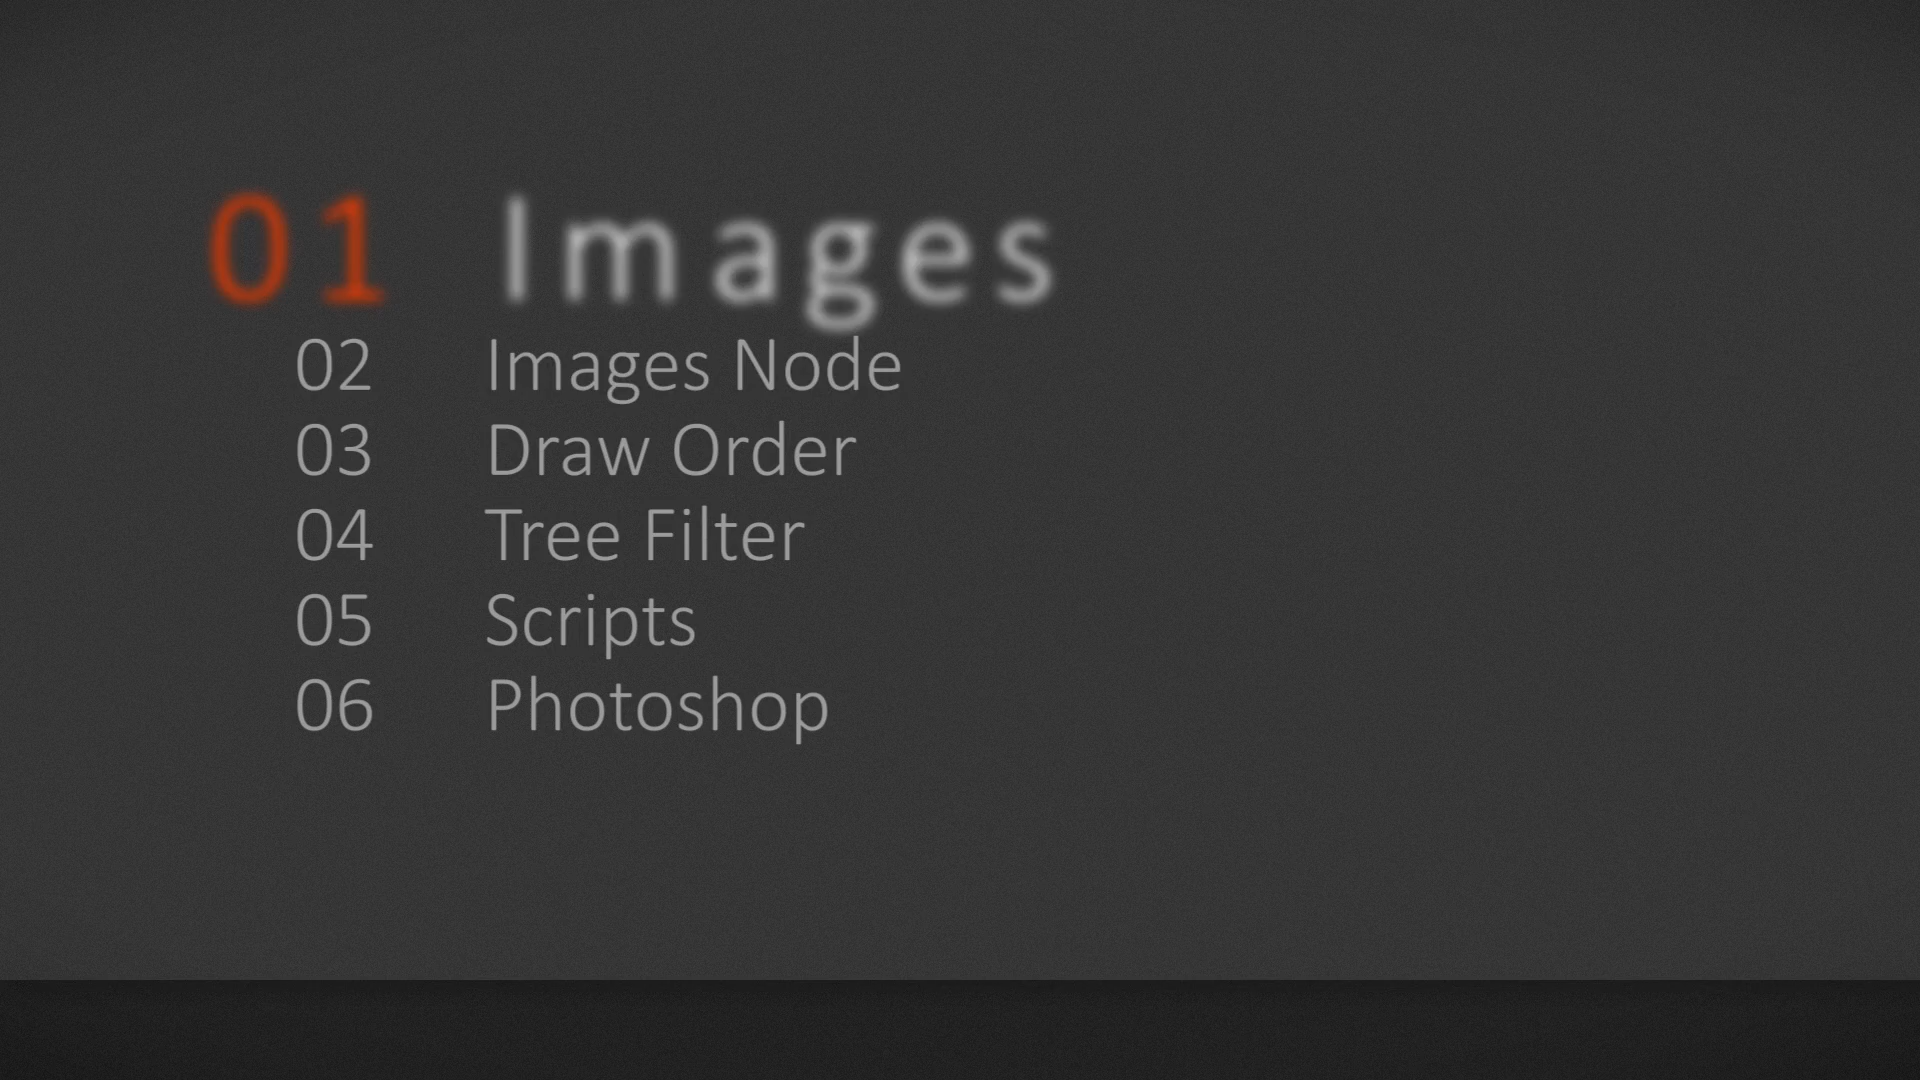 01 Images
02 Images Node
03 Draw Order
04 Tree Filter
05 Scripts
06 Photoshop